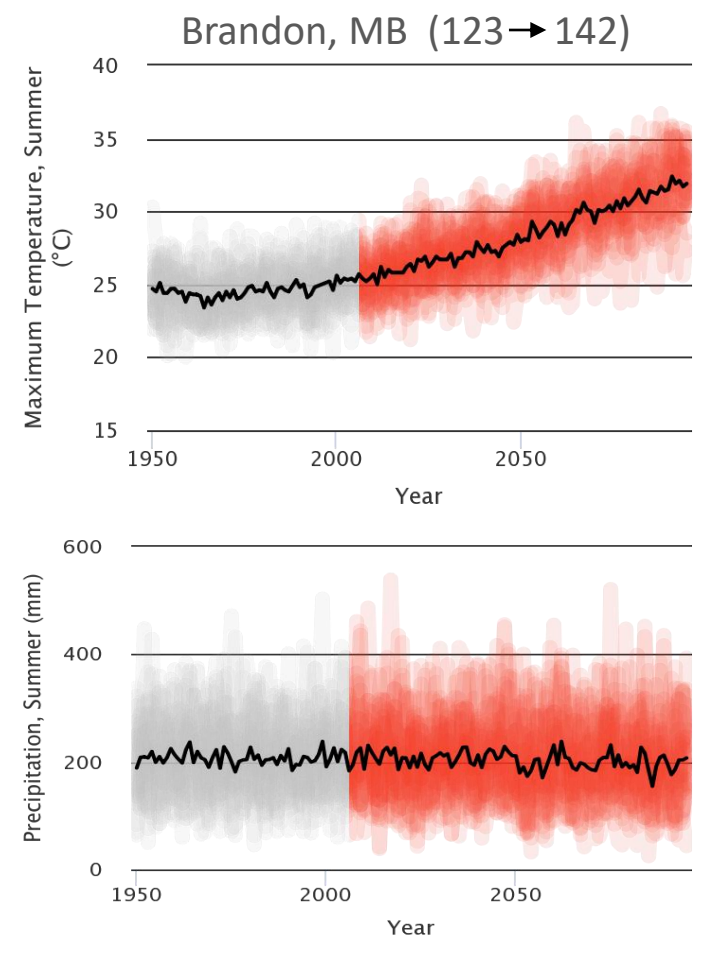 Brandon, MB (123→142)
40
35
30
25
20
15
Maximum Temperature, Summer
(°C)
1950 2000 2050
Year
600
400
200
0
Precipitation, Summer (mm)
1950 2000 2050
Year